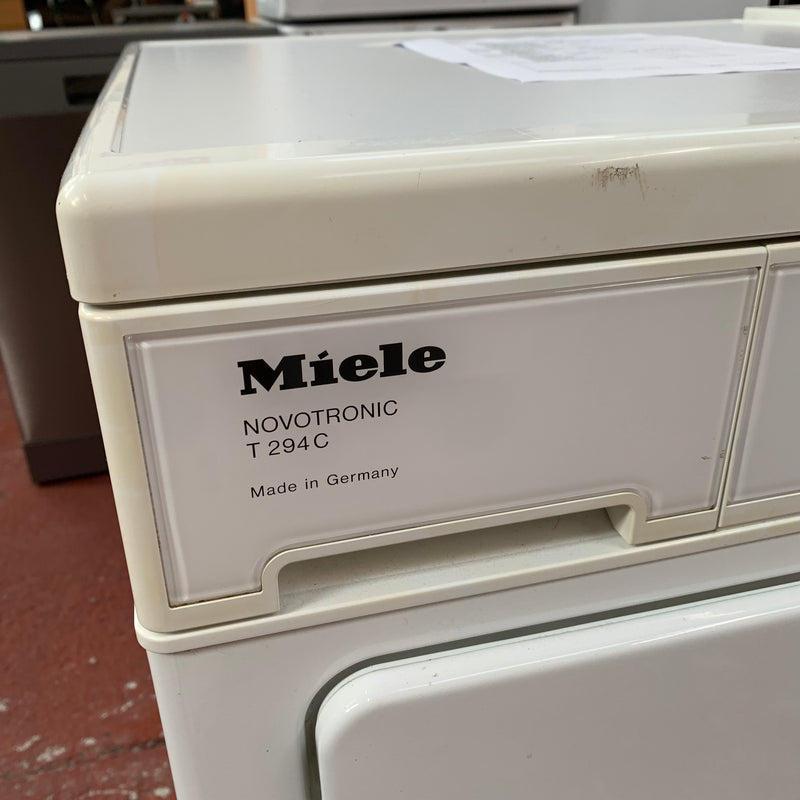 Miele
NOVOTRONIC
T 294 C
Made in Germany